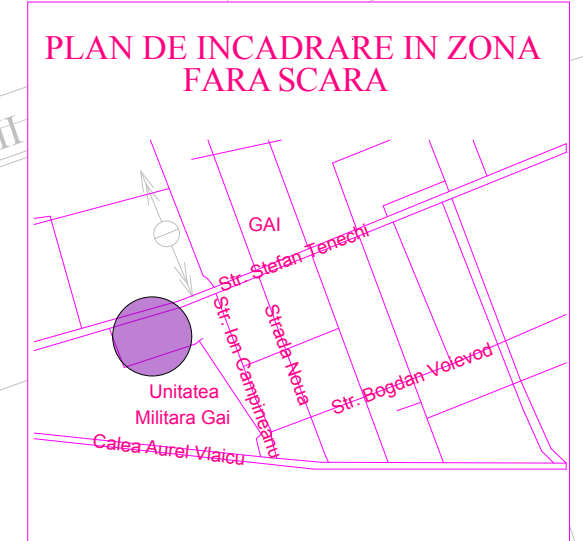 PLAN DE INCADRARE IN ZONA
FARA SCARA
II
GAI
Str. Stefan Tenechi
Str. Ion Campineanu
Strada Noua
Str. Bogdan Voievod
Unitatea
Militara Gai
Calea Aurel Vlaicu